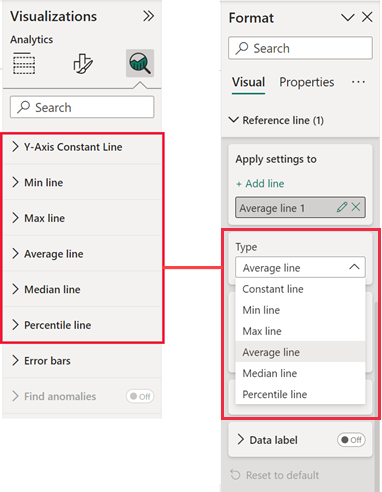 Visualizations
Analytics
Search
Y-Axis Constant Line
Min line
Max line
Average line
Median line
Percentile line
Error bars
Find anomalies
Off
Format
Search
Visual
Properties
Reference line (1)
Apply settings to
+ Add line
Average line 1
Type
Average line
Constant line
Min line
Max line
Average line
Median line
Percentile line
Data label
Off
Reset to default